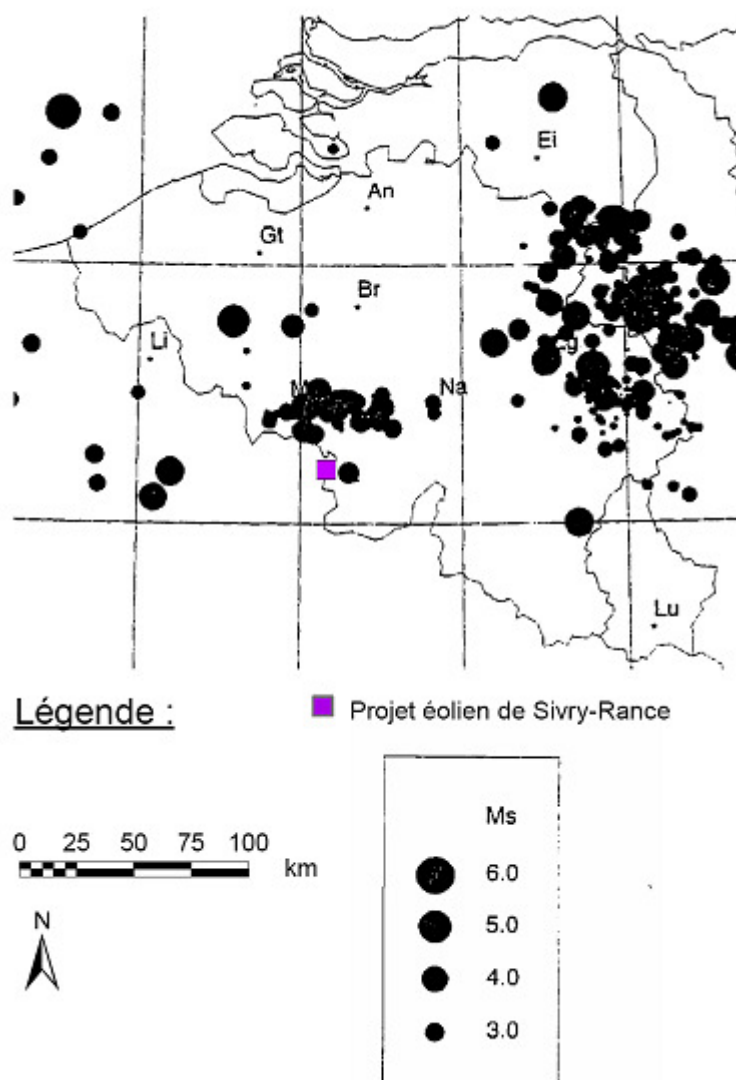 Ei
An
Gt
Br
Li
Na
Lu
Légende :
Projet éolien de Sivry-Rance
0 25 50 75 100
km
N
Ms
6.0
5.0
4.0
3.0